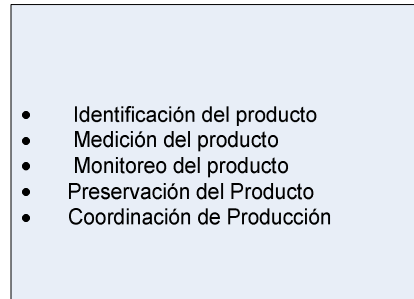 • Identificación del producto
• Medición del producto
• Monitoreo del producto
• Preservación del Producto
• Coordinación de Producción